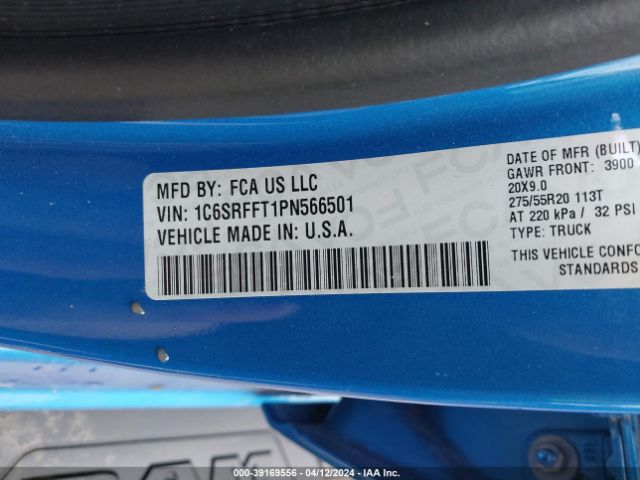 MFD BY: FCA US LLC
VIN: 1C6SRFFT1PN566501
VEHICLE MADE IN: U.S.A.
DATE OF MFR (BUILT)
GAWR FRONT: 3900
20X9.0
275/55R20 113T
AT 220 kPa / 32 PSI
TYPE: TRUCK
THIS VEHICLE CONFO
STANDARDS
000-39169556 - 04/12/2024 - IAA Inc.